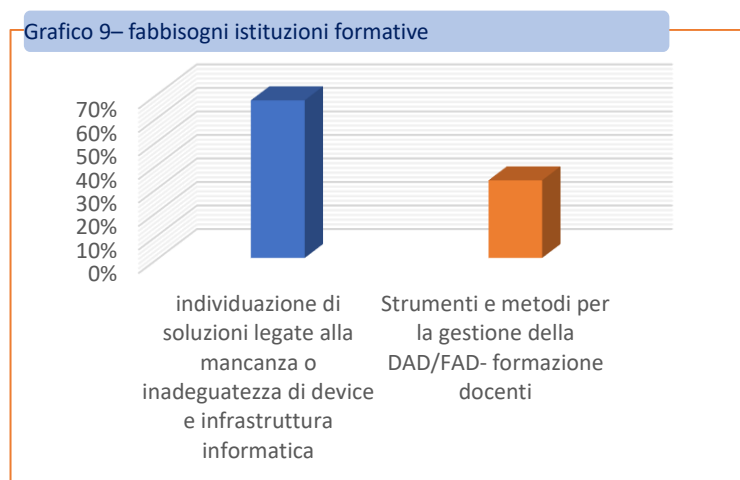 Grafico 9– fabbisogni istituzioni formative
70%
60%
50%
40%
30%
20%
10%
0%
individuazione di
soluzioni legate alla
mancanza o
inadeguatezza di device
e infrastruttura
informatica
Strumenti e metodi per
la gestione della
DAD/FAD- formazione
docenti